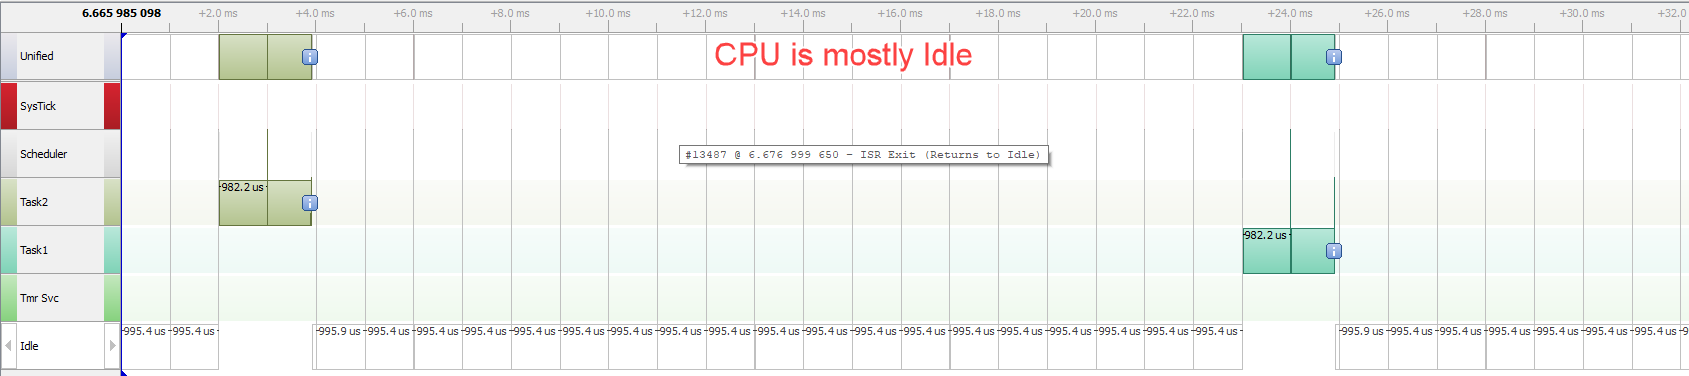 6.665 985 098 +2.0 ms +4.0 ms +6.0 ms +8.0 ms +10.0 ms +12.0 ms +14.0 ms +16.0 ms +18.0 ms +20.0 ms +22.0 ms +24.0 ms +26.0 ms +28.0 ms +30.0 ms +32.0
Unified
CPU is mostly Idle
SysTick
Scheduler
#13487 @ 6.676 999 650 - ISR Exit (Returns to Idle)
Task2
982.2 us
Task1
982.2 us
Tmr Svc
Idle
995.4 us 995.4 us 995.9 us 995.4 us 995.4 us 995.4 us 995.4 us 995.4 us 995.4 us 995.4 us 995.4 us 995.4 us 995.4 us 995.4 us 995.4 us 995.4 us 995.4 us 995.4 us 995.4 us 995.4 us 995.4 us 995.9 us 995.4 us 995.4 us 995.4 us 995.4 us 995.4 us 995.4 us